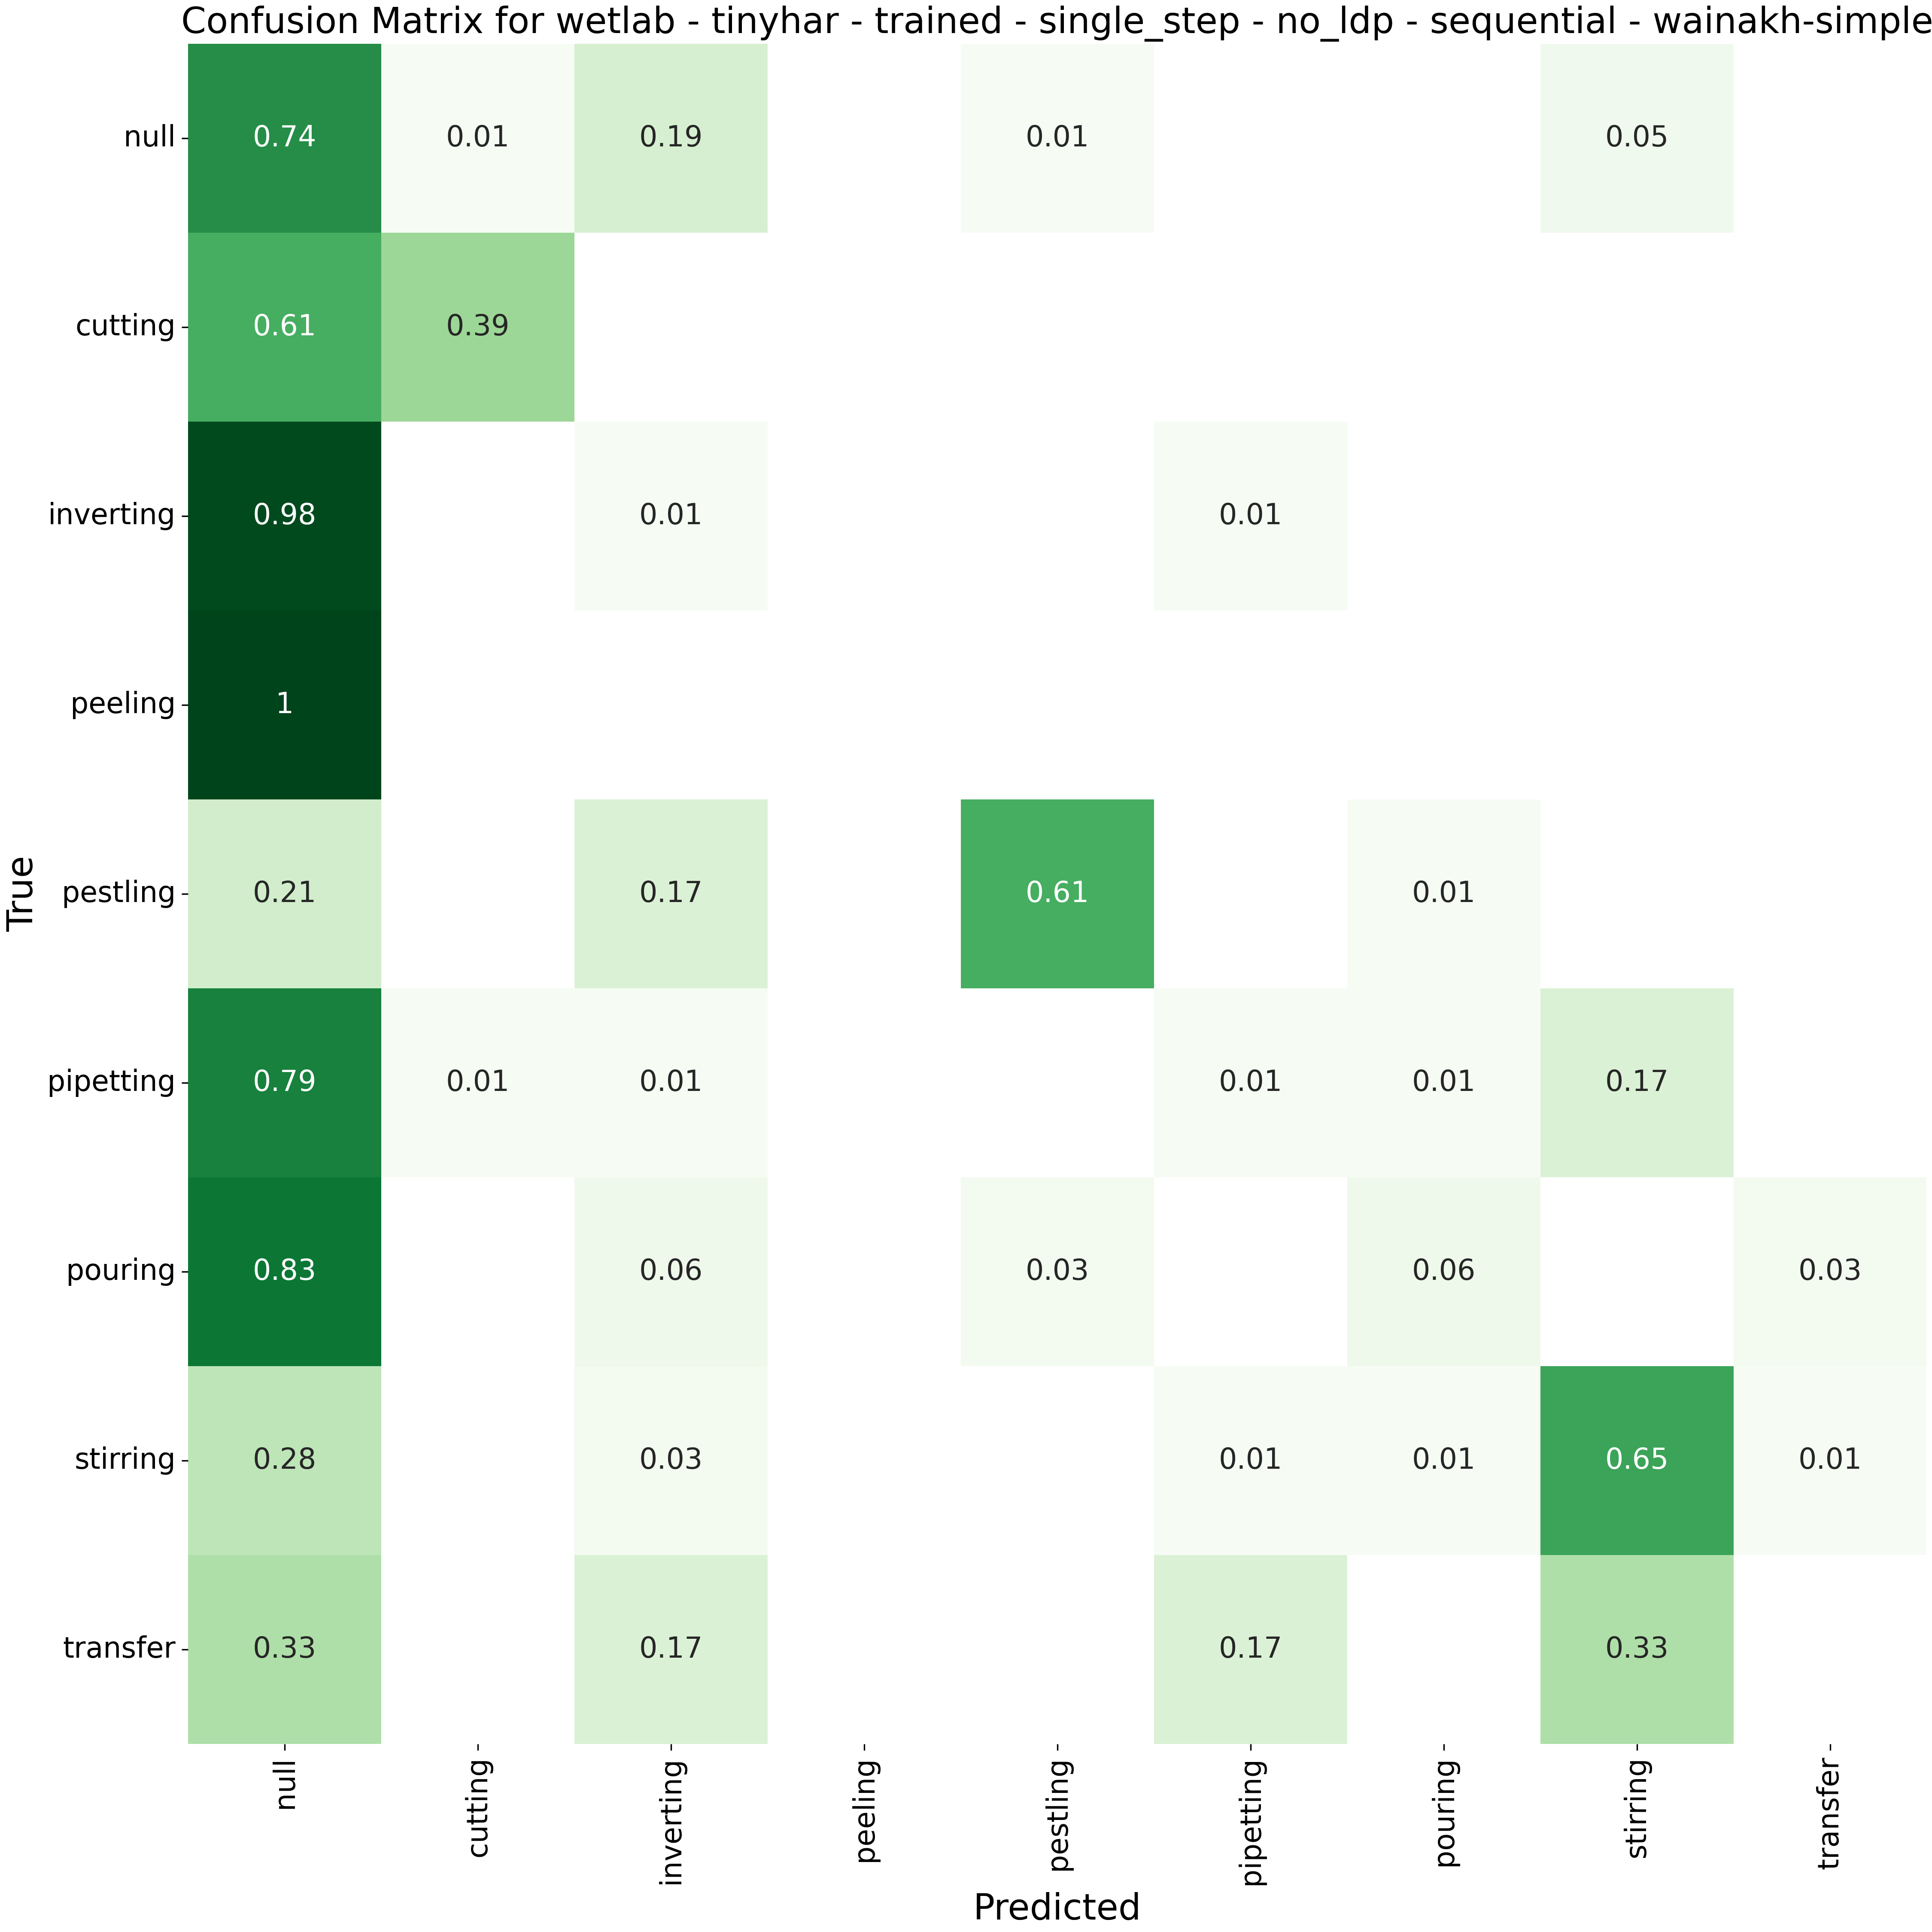 Confusion Matrix for wetlab - tinyhar - trained - single_step - no_ldp - sequential - wainakh-simple
True
null 0.74 0.01 0.19 0.01 0.05
cutting 0.61 0.39
inverting 0.98 0.01 0.01
peeling 1
pestling 0.21 0.17 0.61 0.01
pipetting 0.79 0.01 0.01 0.01 0.01 0.17
pouring 0.83 0.06 0.03 0.06 0.03
stirring 0.28 0.03 0.01 0.01 0.65 0.01
transfer 0.33 0.17 0.17 0.33
null cutting inverting peeling pestling pipetting pouring stirring transfer
Predicted